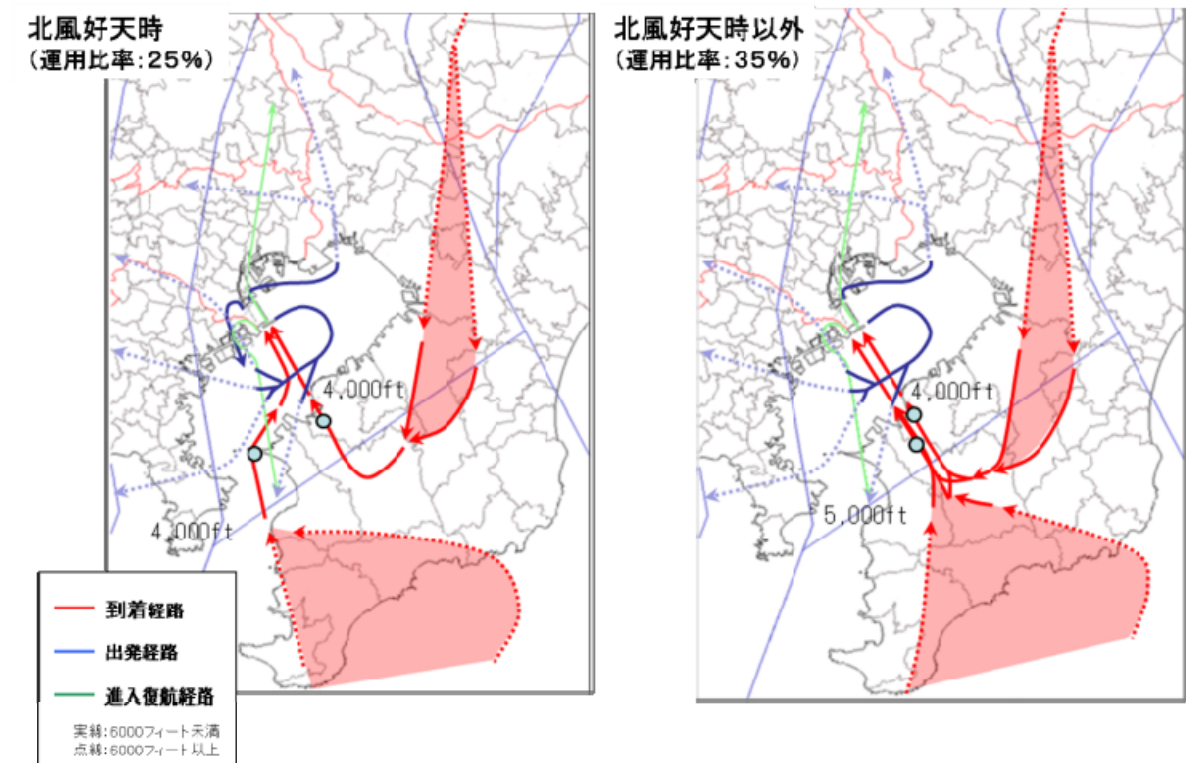 北風好天時
(運用比率:25%)
4,000ft
4,000ft
到着経路
出発経路
進入復航経路
実線:6000フィート未満
点線:6000フィート以上
北風好天時以外
(運用比率:35%)
4,000ft
5,000ft